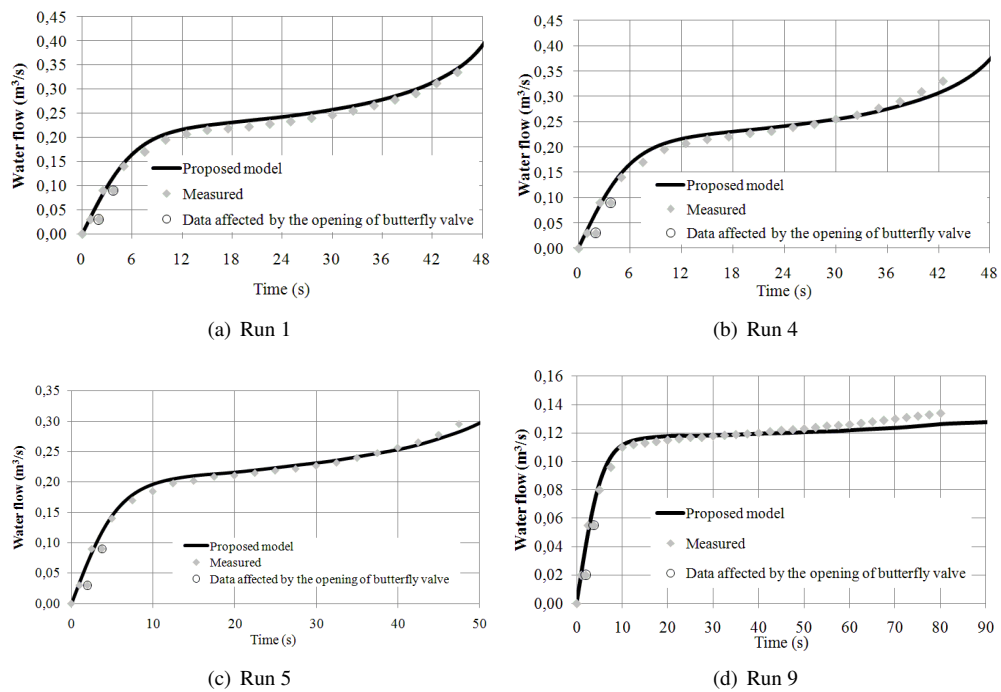 0,45
0,40
0,35
0,30
0,25
0,20
0,15
0,10
0,05
0,00
Water flow (m³/s)
Proposed model
Measured
Data affected by the opening of butterfly valve
0 6 12 18 24 30 36 42 48
Time (s)
(a) Run 1
0,45
0,40
0,35
0,30
0,25
0,20
0,15
0,10
0,05
0,00
Water flow (m³/s)
Proposed model
Measured
Data affected by the opening of butterfly valve
0 6 12 18 24 30 36 42 48
Time (s)
(b) Run 4
0,35
0,30
0,25
0,20
0,15
0,10
0,05
0,00
Water flow (m³/s)
Proposed model
Measured
Data affected by the opening of butterfly valve
0 10 20 30 40 50
Time (s)
(c) Run 5
0,16
0,14
0,12
0,10
0,08
0,06
0,04
0,02
0,00
Water flow (m³/s)
Proposed model
Measured
Data affected by the opening of butterfly valve
0 10 20 30 40 50 60 70 80 90
Time (s)
(d) Run 9